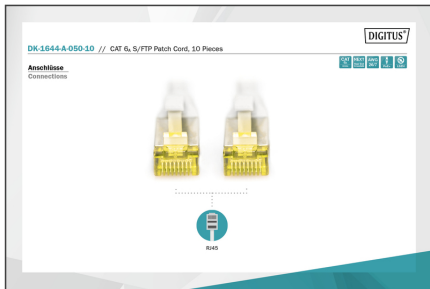 DIGITUS®
DK-1644-A-050-10 // CAT 6A S/FTP Patch Cord, 10 Pieces
Anschlüsse
Connections
RJ45